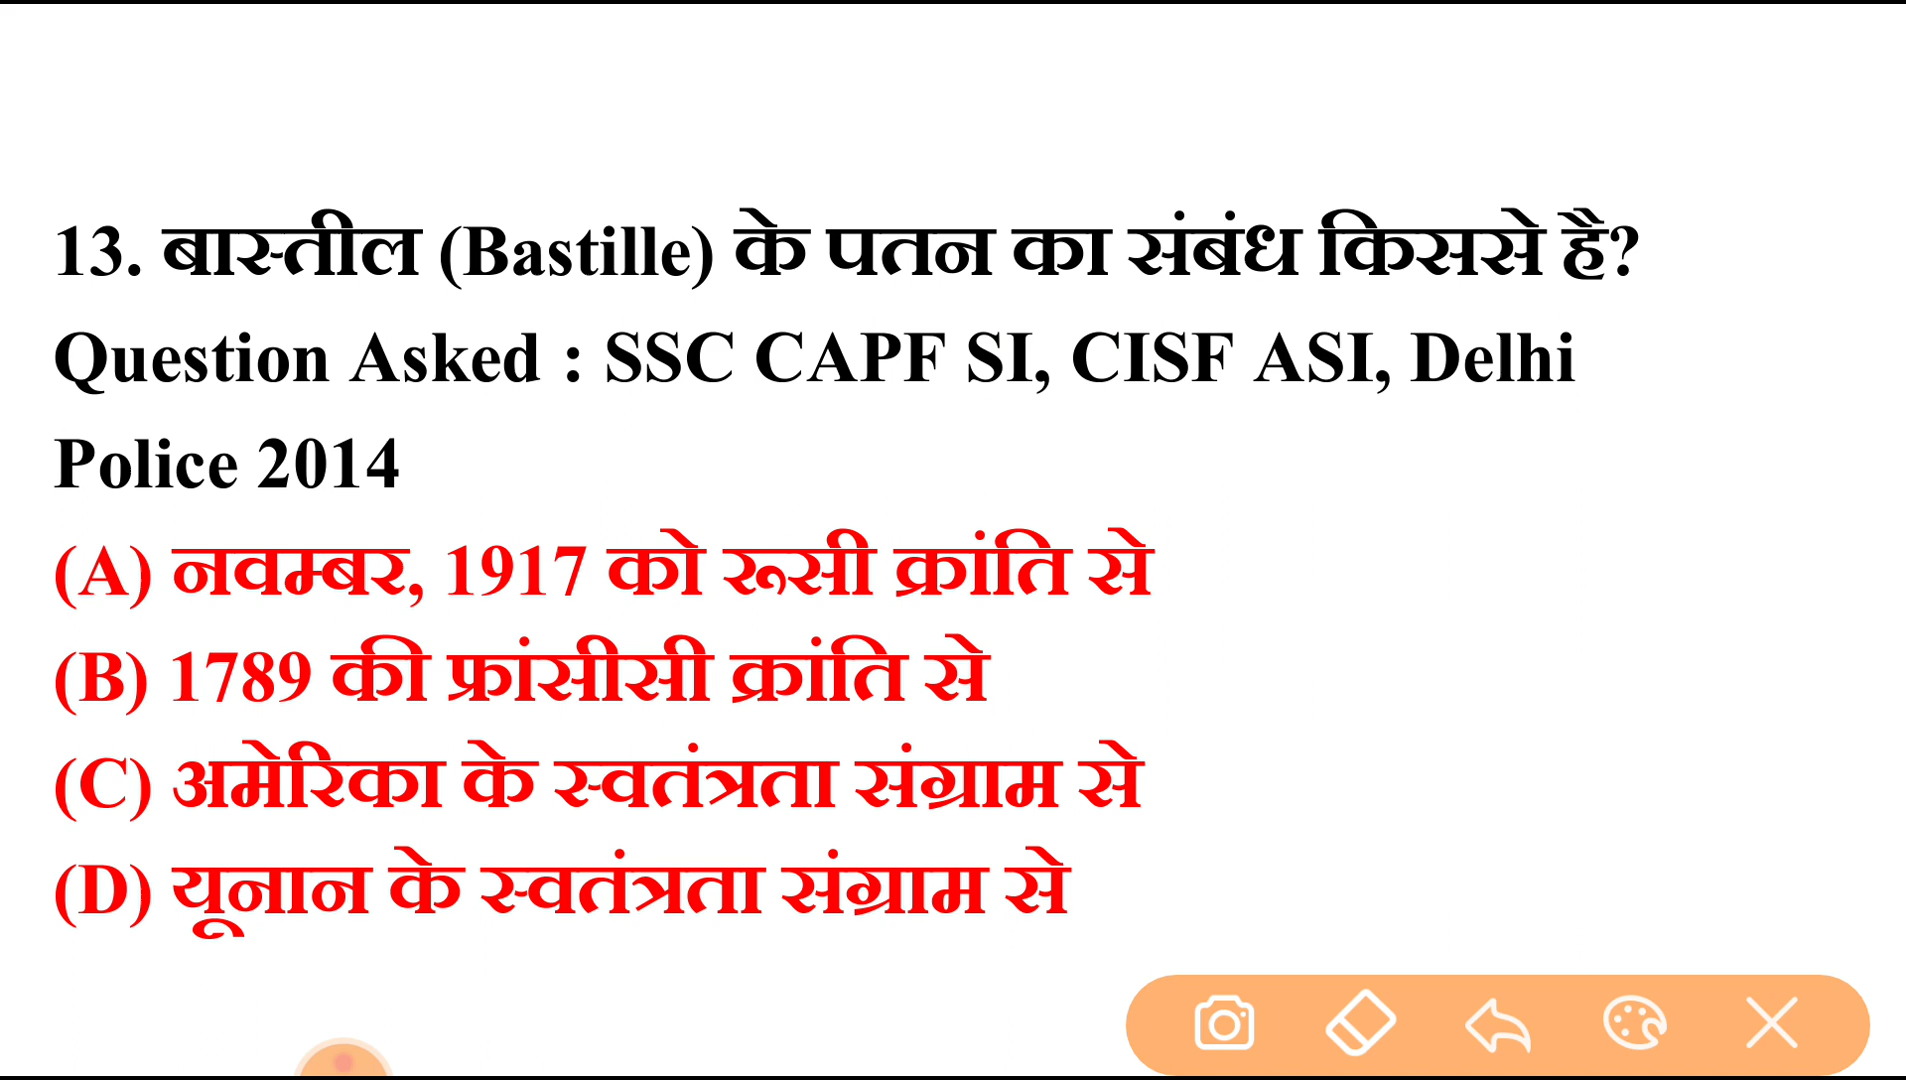 13. बास्तील (Bastille) के पतन का संबंध किससे है?
Question Asked : SSC CAPF SI, CISF ASI, Delhi
Police 2014
(A) नवम्बर, 1917 को रूसी क्रांति से
(B) 1789 की फ्रांसीसी क्रांति से
(C) अमेरिका के स्वतंत्रता संग्राम से
(D) यूनान के स्वतंत्रता संग्राम से